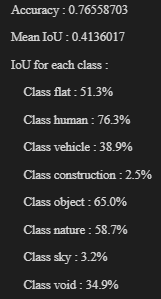 Accuracy : 0.76558703
Mean IoU : 0.4136017
IoU for each class :
Class flat : 51.3%
Class human : 76.3%
Class vehicle : 38.9%
Class construction : 2.5%
Class object : 65.0%
Class nature : 58.7%
Class sky : 3.2%
Class void : 34.9%